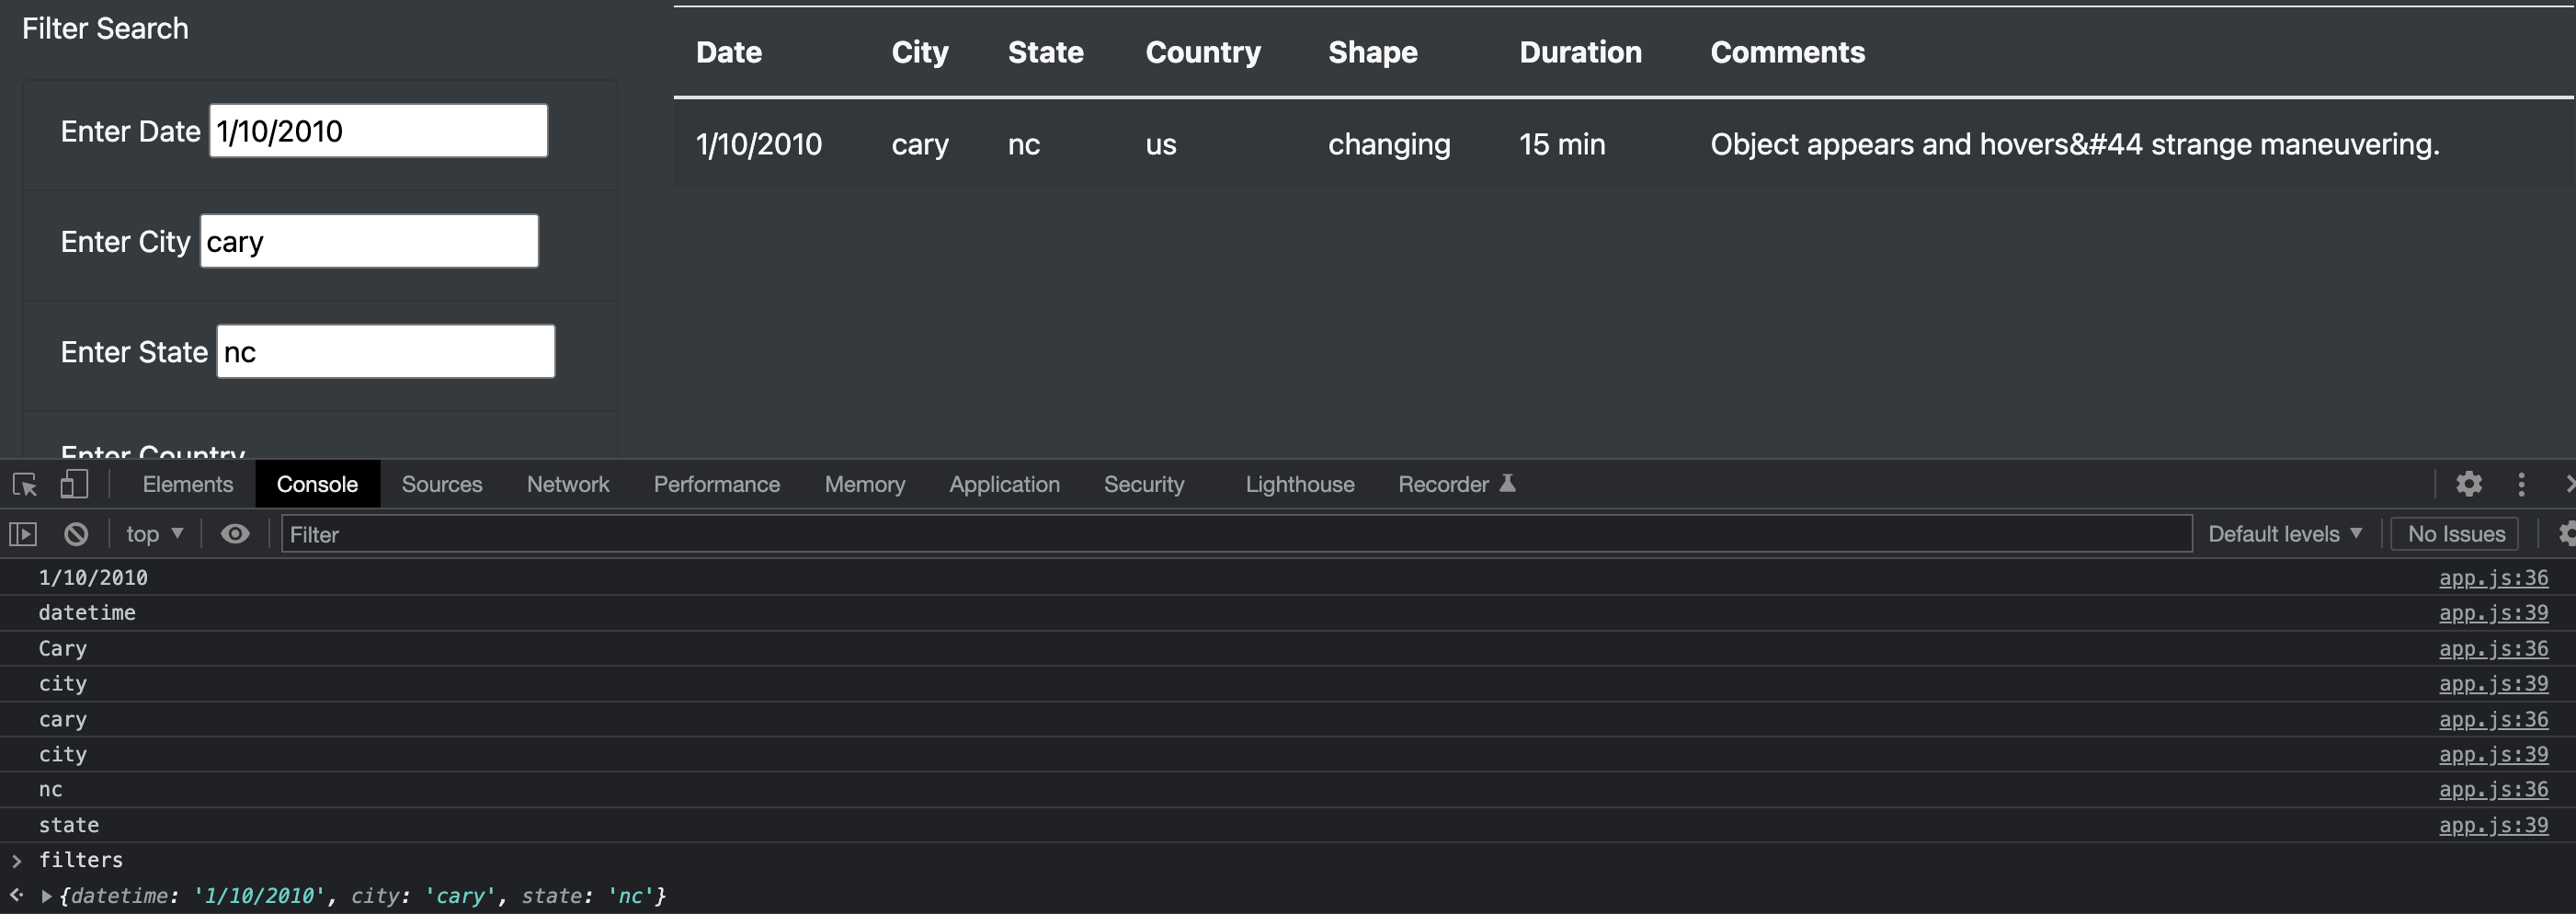 Filter Search
Enter Date 1/10/2010
Enter City cary
Enter State nc
Enter Country
Date City State Country Shape Duration Comments
1/10/2010 cary nc us changing 15 min Object appears and hovers&#44 strange maneuvering.
Elements Console Sources Network Performance Memory Application Security Lighthouse Recorder
top Filter Default levels No Issues
1/10/2010 app.js:36
datetime app.js:39
Cary app.js:36
city app.js:39
cary app.js:36
city app.js:39
nc app.js:36
state app.js:39
filters
{datetime: '1/10/2010', city: 'cary', state: 'nc'}